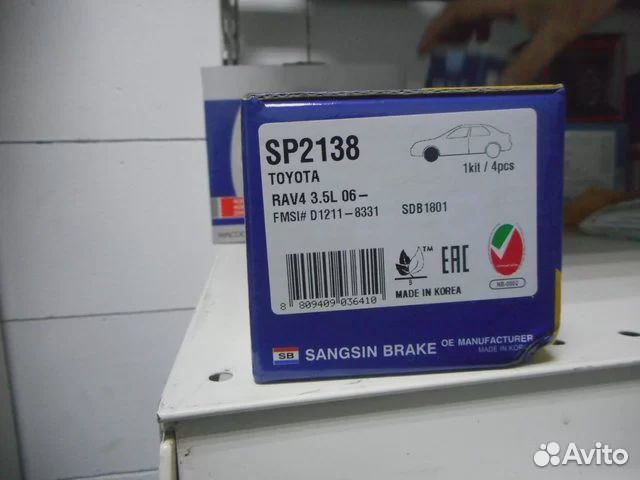 SP2138
TOYOTA
1kit / 4pcs
RAV4 3.5L 06-
FMSI# D1211-8331 SDB1801
TM
B
EAC
MADE IN KOREA
NB-0002
8 809409 036410
SB SANGSIN BRAKE OE MANUFACTURER
MADE IN KOR
Avito